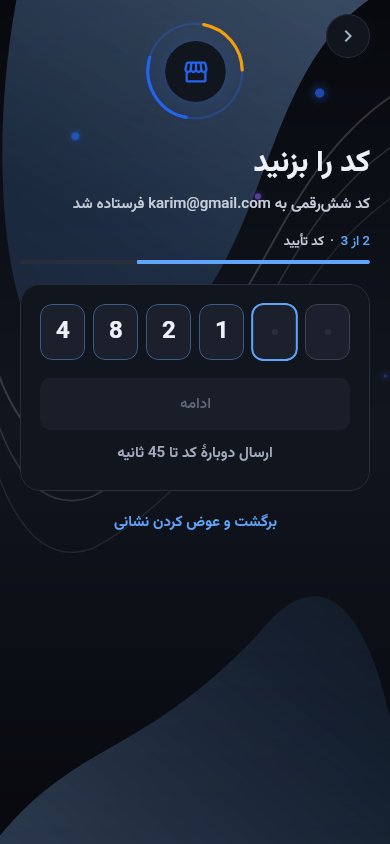 کد را بزنید
کد شش‌رقمی به karim@gmail.com فرستاده شد
2 از 3 · کد تأیید
4 8 2 1
ادامه
ارسال دوبارهٔ کد تا 45 ثانیه
برگشت و عوض کردن نشانی